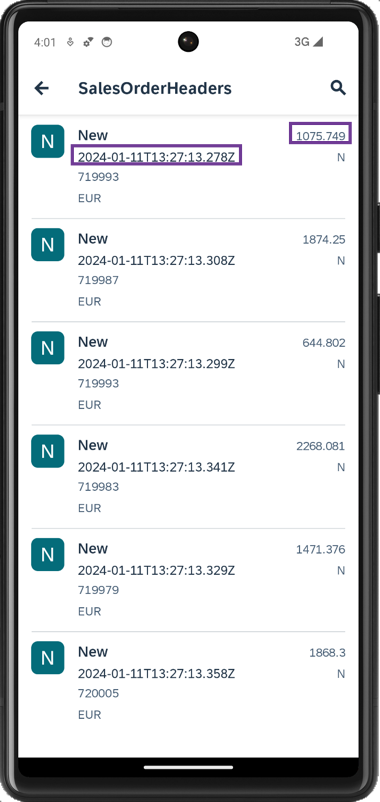 4:01 3G
SalesOrderHeaders
N New 1075.749
2024-01-11T13:27:13.278Z N
719993
EUR
N New 1874.25
2024-01-11T13:27:13.308Z N
719987
EUR
N New 644.802
2024-01-11T13:27:13.299Z N
719993
EUR
N New 2268.081
2024-01-11T13:27:13.341Z N
719983
EUR
N New 1471.376
2024-01-11T13:27:13.329Z N
719979
EUR
N New 1868.3
2024-01-11T13:27:13.358Z N
720005
EUR